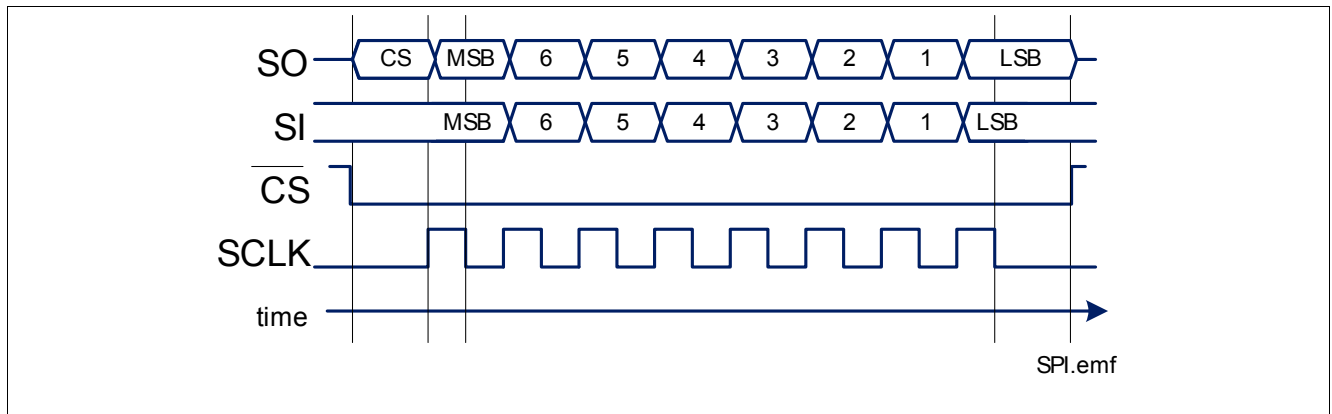 SO CS MSB 6 5 4 3 2 1 LSB
SI MSB 6 5 4 3 2 1 LSB
CS
SCLK
time
SPI.emf